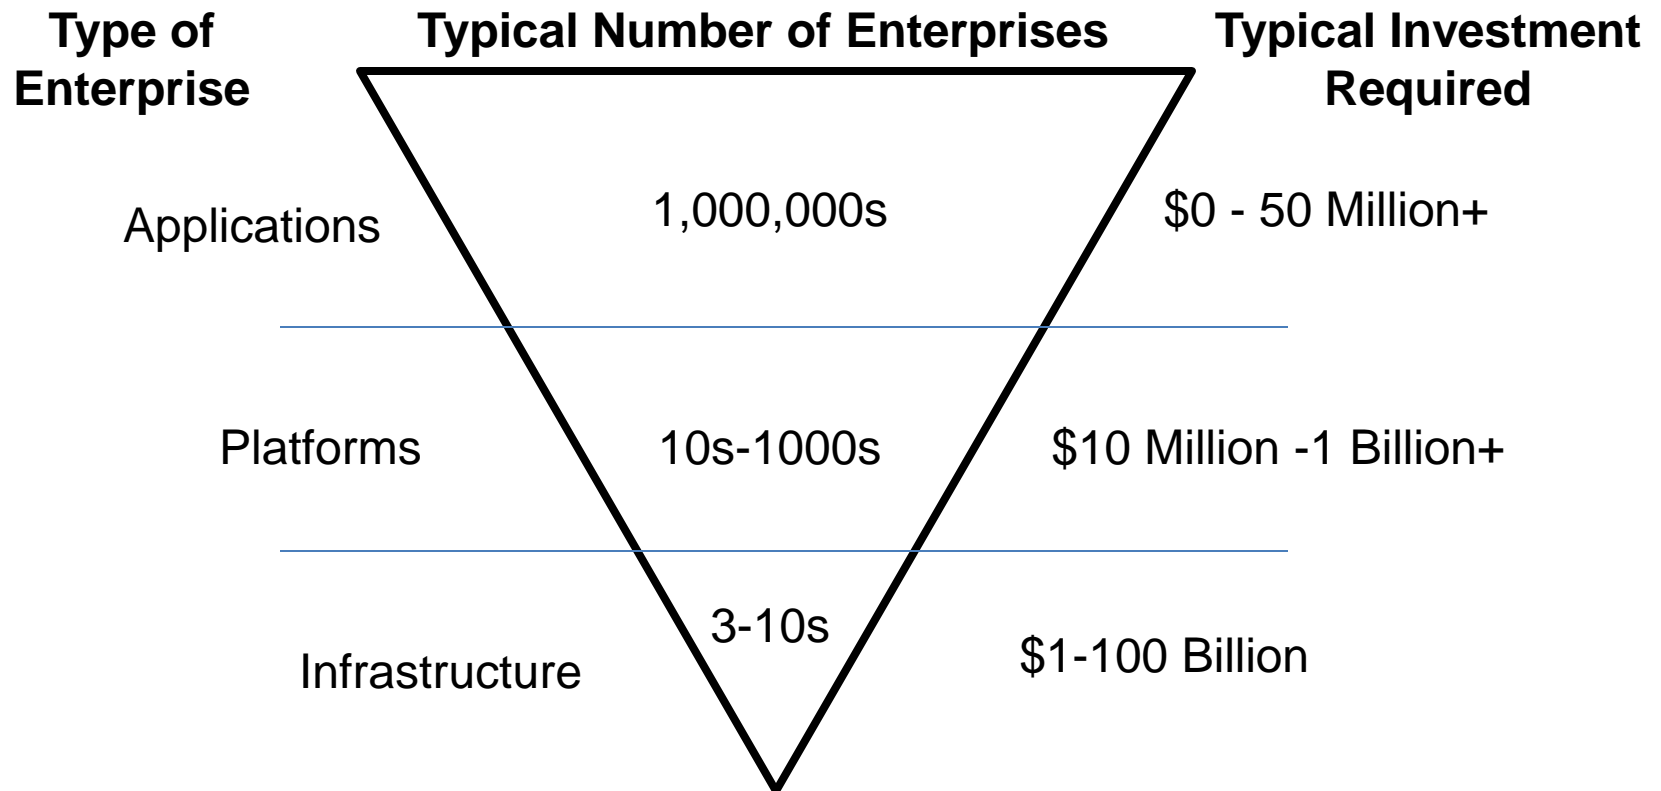 Type of
Enterprise
Typical Number of Enterprises
Typical Investment
Required
Applications
1,000,000s
$0 - 50 Million+
Platforms
10s-1000s
$10 Million -1 Billion+
Infrastructure
3-10s
$1-100 Billion